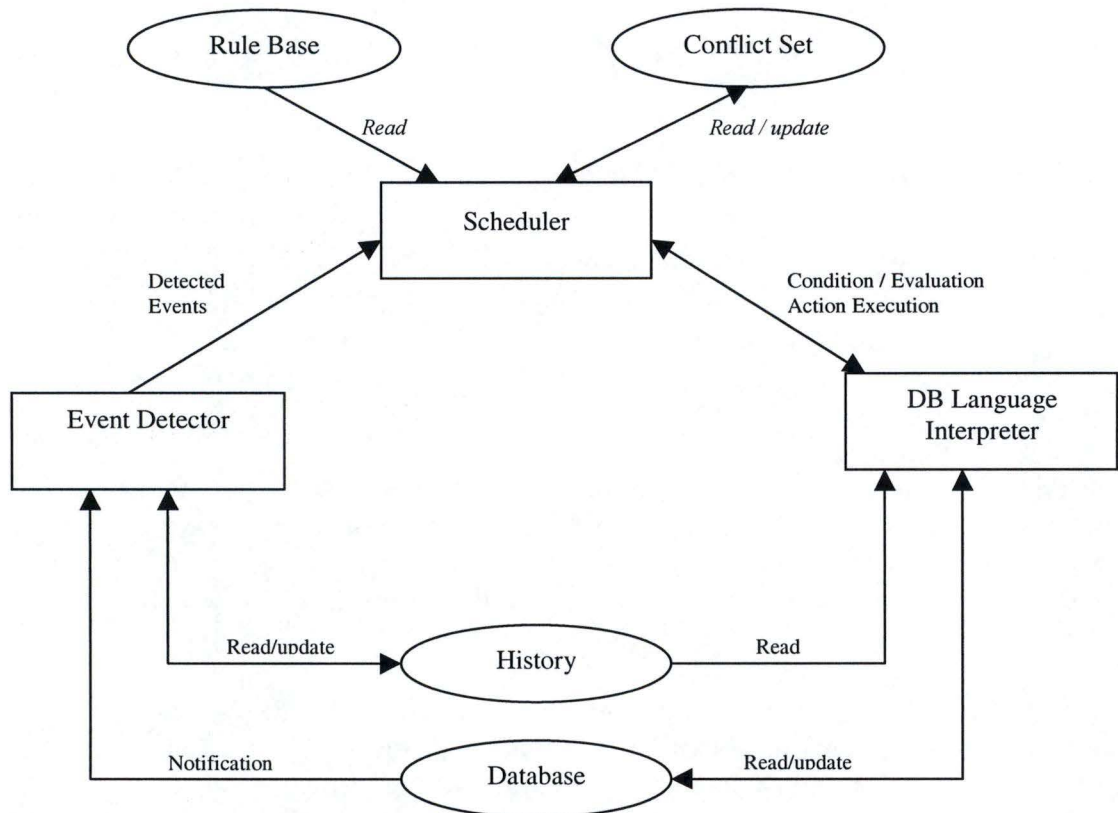 Rule Base
Conflict Set
Read
Read / update
Scheduler
Detected
Events
Condition / Evaluation
Action Execution
Event Detector
DB Language
Interpreter
Read/update
History
Read
Notification
Database
Read/update